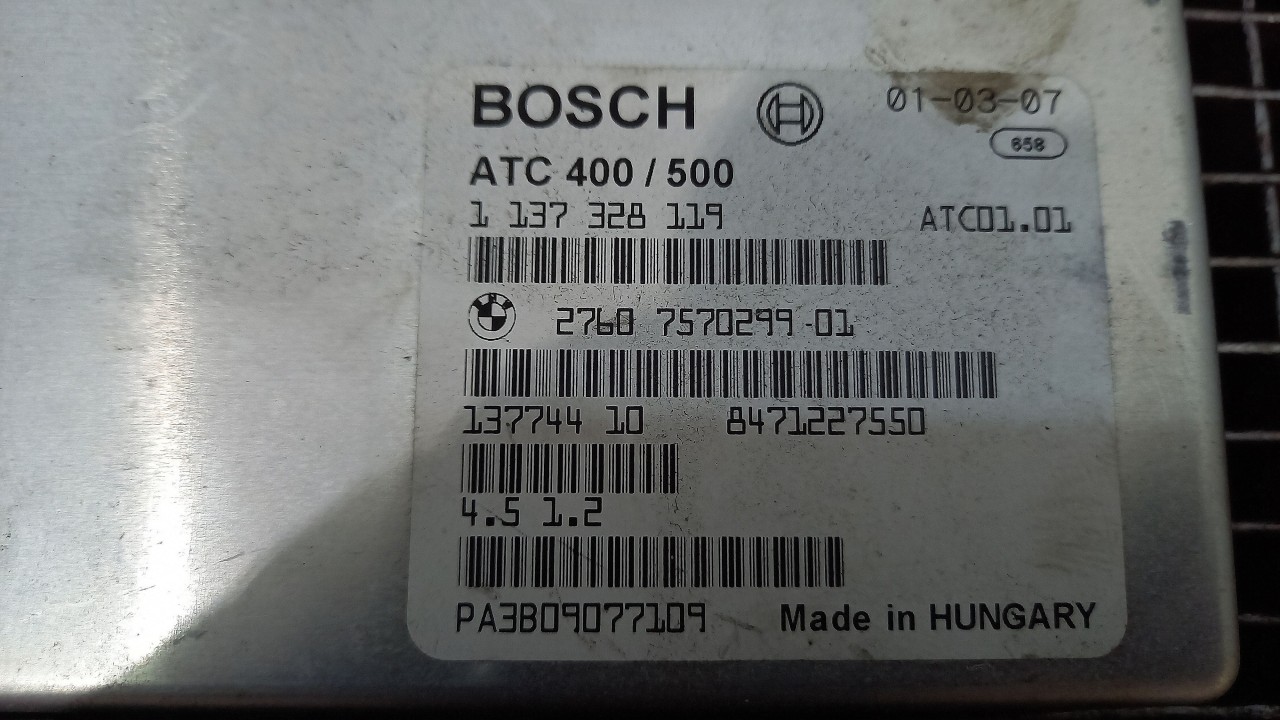 BOSCH 01-03-07
858
ATC 400 / 500
1 137 328 119 ATC01.01
2760 7570299-01
137744 10 8471227550
4.5 1.2
PA3B09077109 Made in HUNGARY